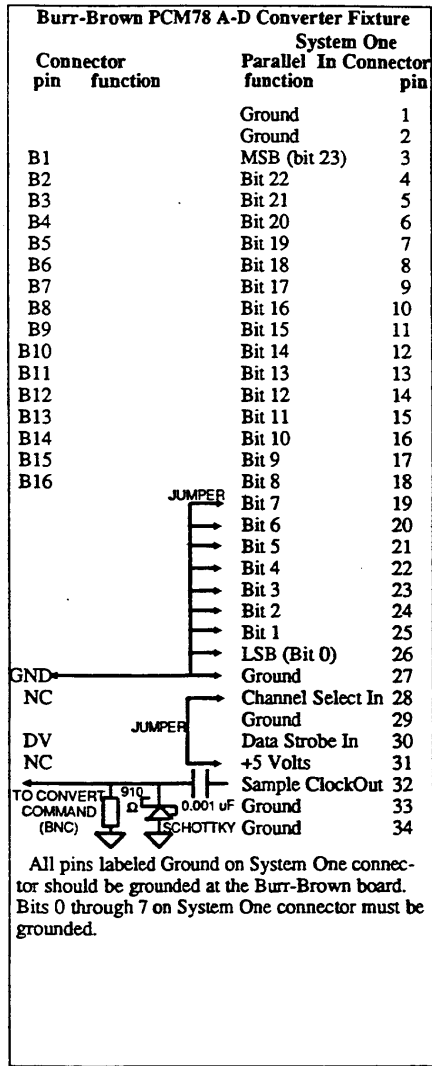 Burr-Brown PCM78 A-D Converter Fixture
System One
Connector Parallel In Connector
pin function function pin
Ground 1
Ground 2
B1 MSB (bit 23) 3
B2 Bit 22 4
B3 Bit 21 5
B4 Bit 20 6
B5 Bit 19 7
B6 Bit 18 8
B7 Bit 17 9
B8 Bit 16 10
B9 Bit 15 11
B10 Bit 14 12
B11 Bit 13 13
B12 Bit 12 14
B13 Bit 11 15
B14 Bit 10 16
B15 Bit 9 17
B16 Bit 8 18
JUMPER Bit 7 19
Bit 6 20
Bit 5 21
Bit 4 22
Bit 3 23
Bit 2 24
Bit 1 25
LSB (Bit 0) 26
GND Ground 27
NC Channel Select In 28
JUMPER Ground 29
DV Data Strobe In 30
NC +5 Volts 31
Sample ClockOut 32
TO CONVERT 910 0.001 uF Ground 33
COMMAND Ω
(BNC) SCHOTTKY Ground 34
All pins labeled Ground on System One connec-
tor should be grounded at the Burr-Brown board.
Bits 0 through 7 on System One connector must be
grounded.